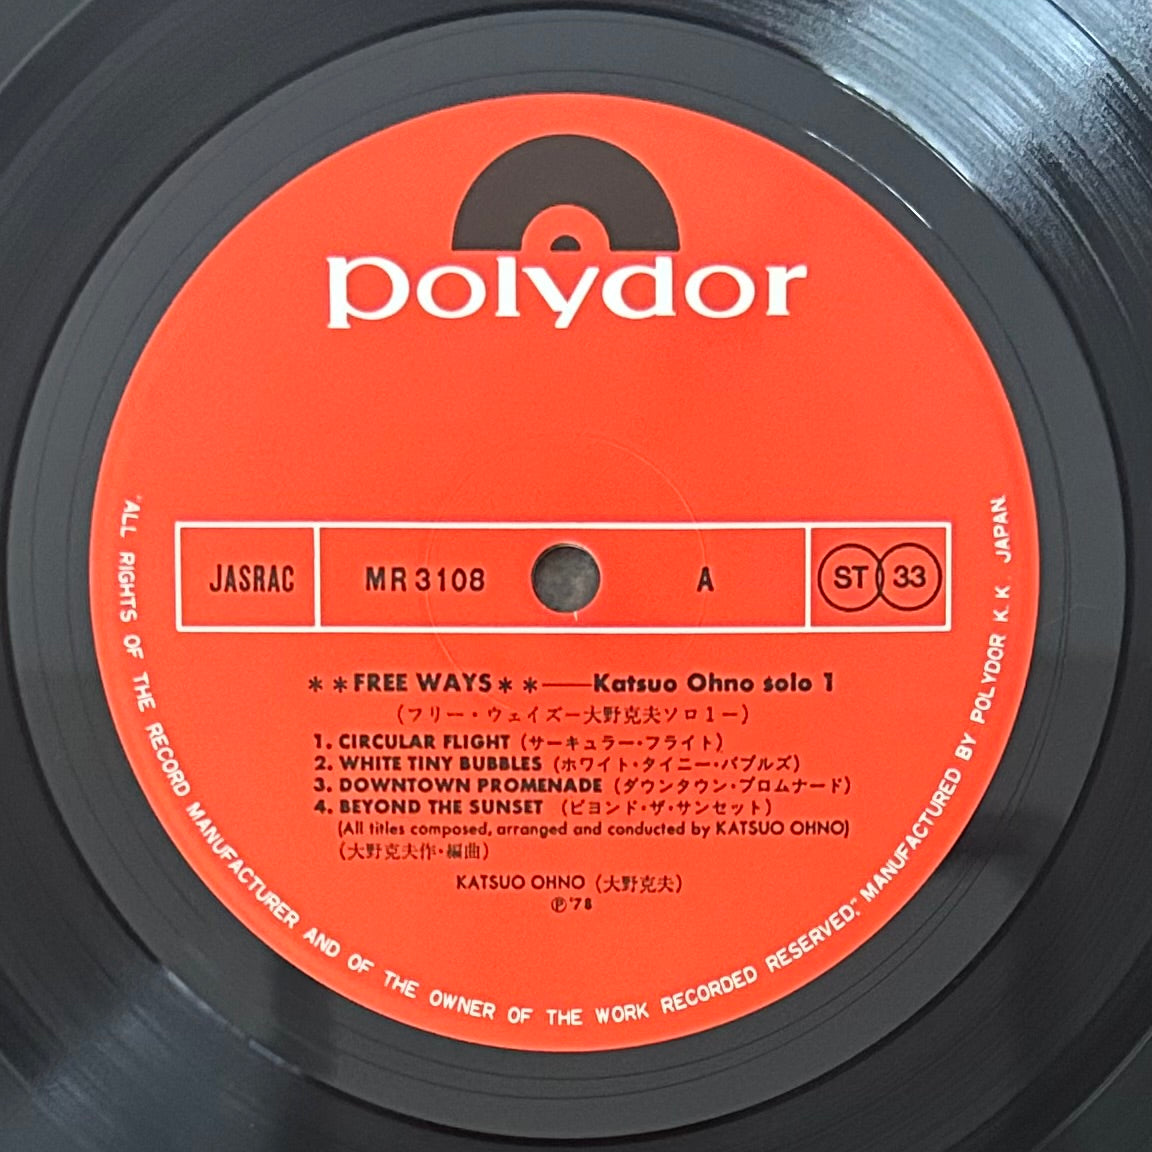 polydor
JASRAC MR 3108 A ST 33
**FREE WAYS**——Katsuo Ohno solo 1
(フリー・ウェイズー大野克夫ソロ1ー)
1. CIRCULAR FLIGHT (サーキュラー・フライト)
2. WHITE TINY BUBBLES (ホワイト・タイニー・バブルズ)
3. DOWNTOWN PROMENADE (ダウンタウン・プロムナード)
4. BEYOND THE SUNSET (ビヨンド・ザ・サンセット)
(All titles composed, arranged and conducted by KATSUO OHNO)
(大野克夫作・編曲)
KATSUO OHNO (大野克夫)
℗'78
"ALL RIGHTS OF THE RECORD MANUFACTURER AND OF THE OWNER OF THE WORK RECORDED RESERVED." MANUFACTURED BY POLYDOR K. K. JAPAN